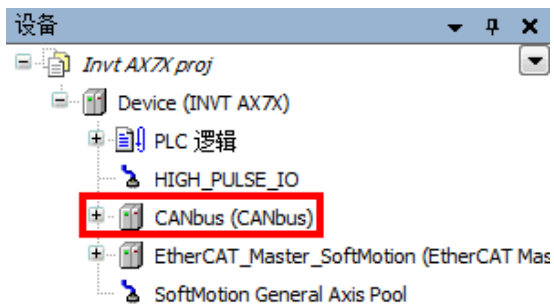 设备
Invt AX7X proj
Device (INVT AX7X)
PLC 逻辑
HIGH_PULSE_IO
CANbus (CANbus)
EtherCAT_Master_SoftMotion (EtherCAT Mas
SoftMotion General Axis Pool